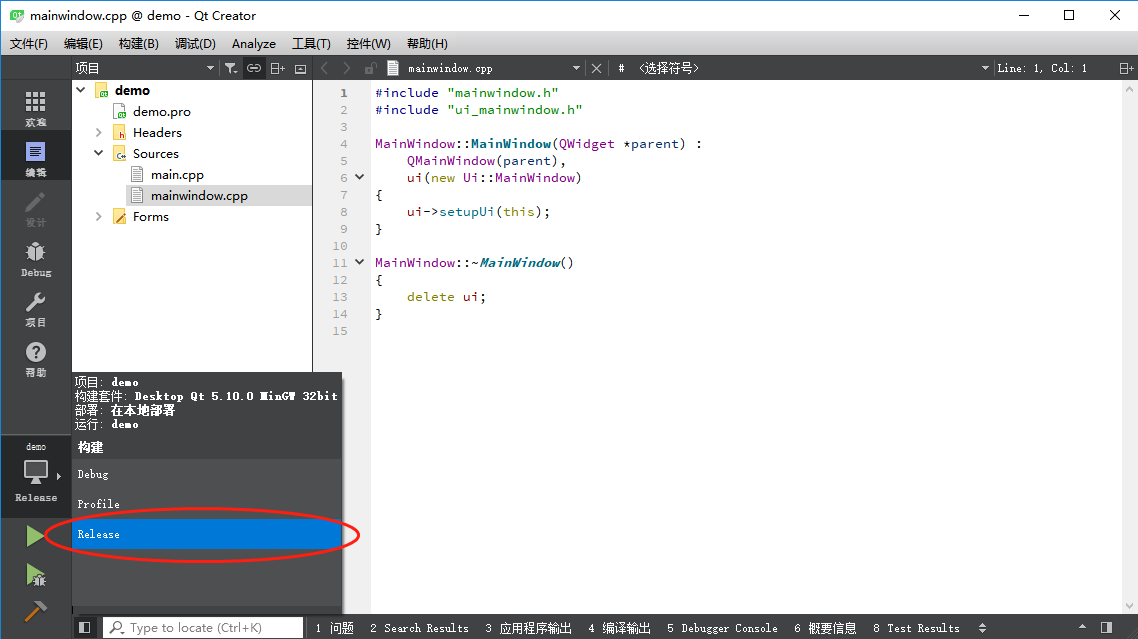 mainwindow.cpp @ demo - Qt Creator
文件(F) 编辑(E) 构建(B) 调试(D) Analyze 工具(T) 控件(W) 帮助(H)
项目 mainwindow.cpp # <选择符号> Line: 1, Col: 1
欢迎
编辑
设计
Debug
项目
帮助
demo
demo.pro
Headers
Sources
main.cpp
mainwindow.cpp
Forms
1 #include "mainwindow.h"
2 #include "ui_mainwindow.h"
3
4 MainWindow::MainWindow(QWidget *parent) :
5     QMainWindow(parent),
6     ui(new Ui::MainWindow)
7 {
8     ui->setupUi(this);
9 }
10
11 MainWindow::~MainWindow()
12 {
13     delete ui;
14 }
15
项目: demo
构建套件: Desktop Qt 5.10.0 MinGW 32bit
部署: 在本地部署
运行: demo
构建
Debug
Profile
Release
demo
Release
Type to locate (Ctrl+K) 1 问题 2 Search Results 3 应用程序输出 4 编译输出 5 Debugger Console 6 概要信息 8 Test Results